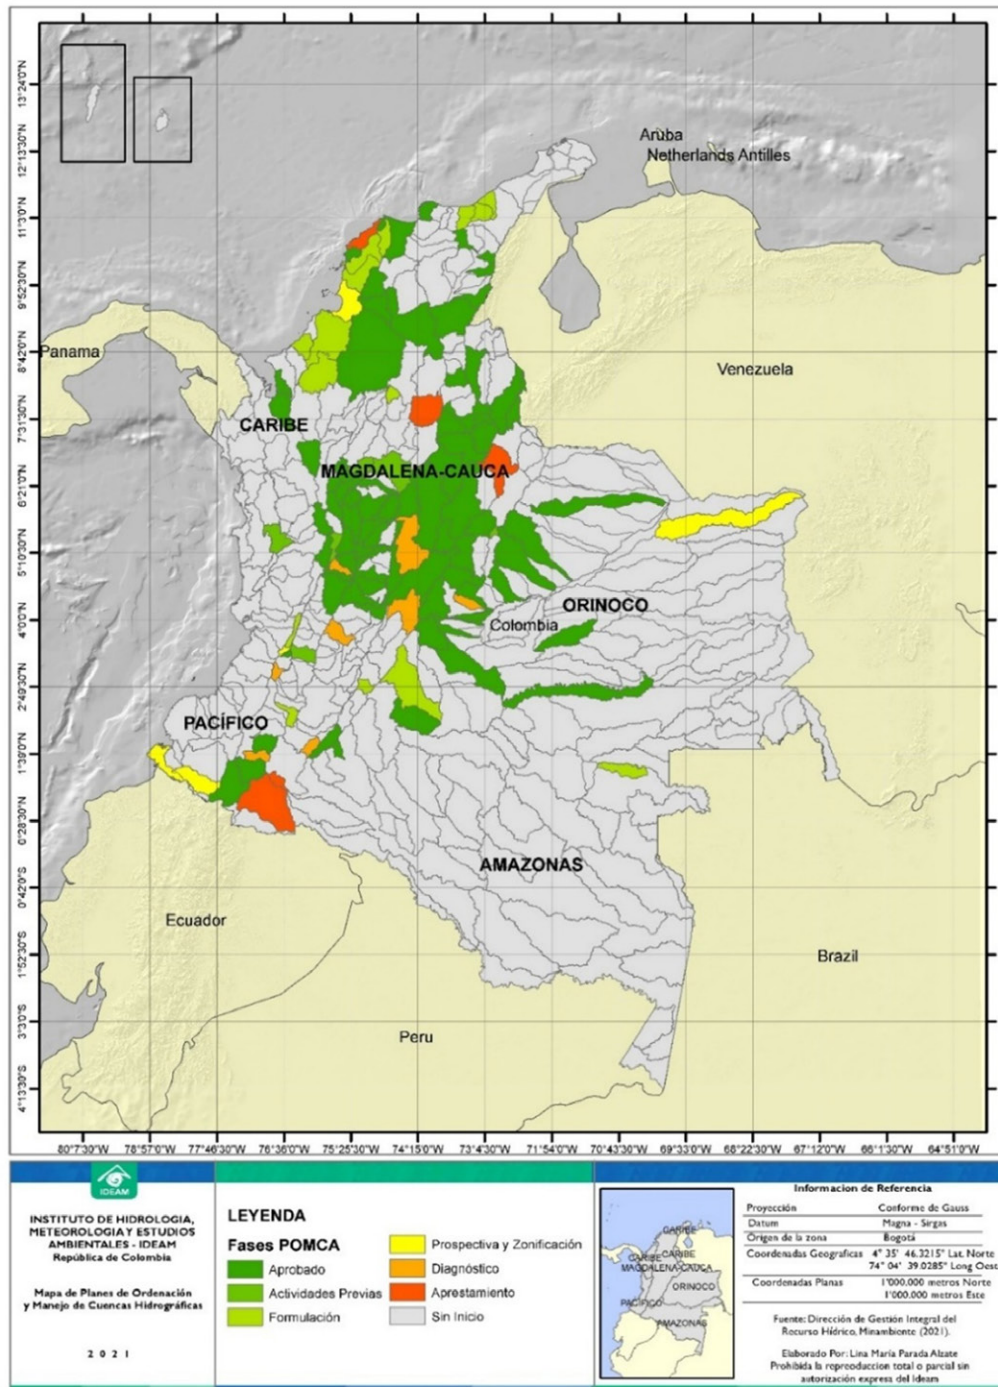 13°24'0"N
12°13'30"N
11°3'0"N
9°52'30"N
8°42'0"N
7°31'30"N
6°21'0"N
5°10'0"N
4°0'0"N
2°49'30"N
1°39'0"N
0°28'30"N
0°42'0"S
1°52'30"S
3°3'0"S
4°13'30"S
Aruba
Netherlands Antilles
Panama
Venezuela
CARIBE
MAGDALENA-CAUCA
ORINOCO
Colombia
PACÍFICO
AMAZONAS
Ecuador
Brazil
Peru
80°7'30"W 78°57'0"W 77°46'30"W 76°36'0"W 75°25'30"W 74°15'0"W 73°4'30"W 71°54'0"W 70°43'30"W 69°33'0"W 68°22'30"W 67°12'0"W 66°1'30"W 64°51'0"W
IDEAM
INSTITUTO DE HIDROLOGIA,
METEOROLOGIA Y ESTUDIOS
AMBIENTALES - IDEAM
República de Colombia
Mapa de Planes de Ordenación
y Manejo de Cuencas Hidrográficas
2 0 2 1
LEYENDA
Fases POMCA
Aprobado
Actividades Previas
Formulación
Prospectiva y Zonificación
Diagnóstico
Aprestamiento
Sin Inicio
CARIBE
CARIBE
CARIBE
MAGDALENA-CAUCA
ORINOCO
PACÍFICO
AMAZONAS
Informacion de Referencia
Proyección Conforme de Gauss
Datum Magna - Sirgas
Origen de la zona Bogotá
Coordenadas Geograficas 4° 35' 46.3215" Lat. Norte
74° 04' 39.0285" Long Oest
Coordenadas Planas 1'000.000 metros Norte
1'000.000 metros Este
Fuente: Dirección de Gestión Integral del
Recurso Hídrico, Minambiente (2021).
Elaborado Por: Lina María Parada Alzate
Prohibida la reproduccion total o parcial sin
autorización expresa del Ideam